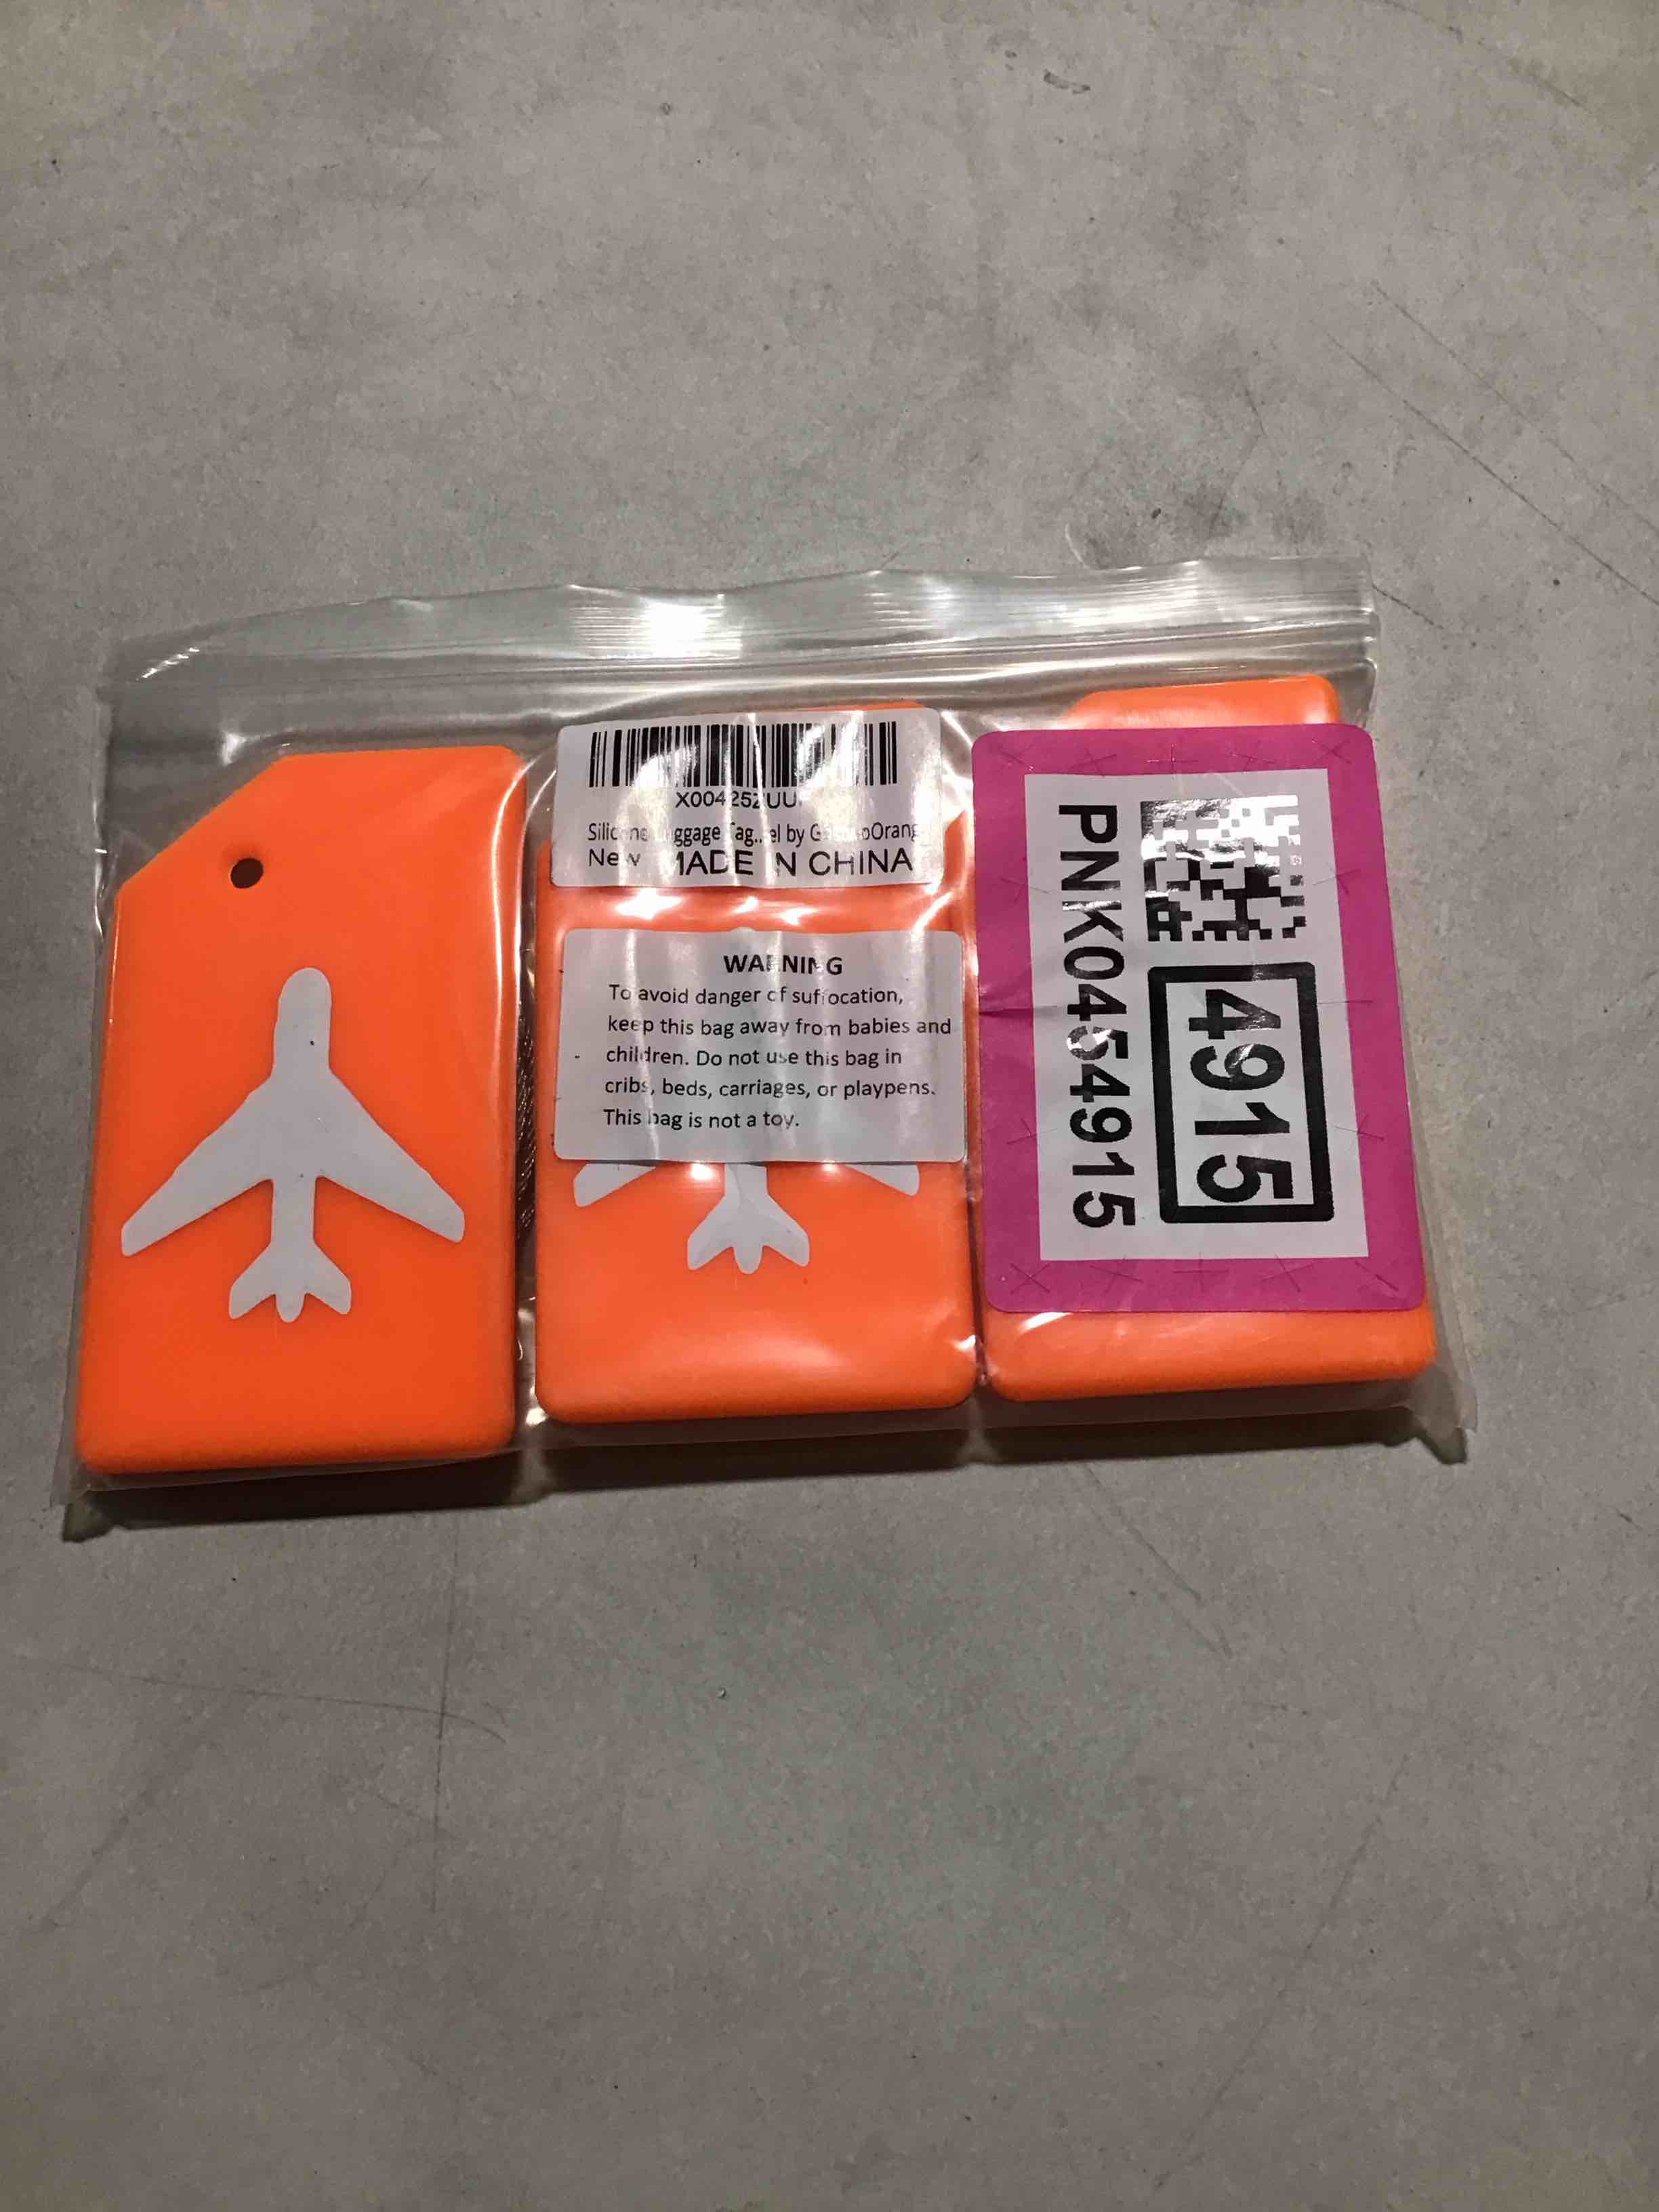 New MADE IN CHINA
WARNING
To avoid danger of suffocation,
keep this bag away from babies and
children. Do not use this bag in
cribs, beds, carriages, or playpens.
This bag is not a toy.
PNK0454915
4915
Silicone Luggage Tag...el by